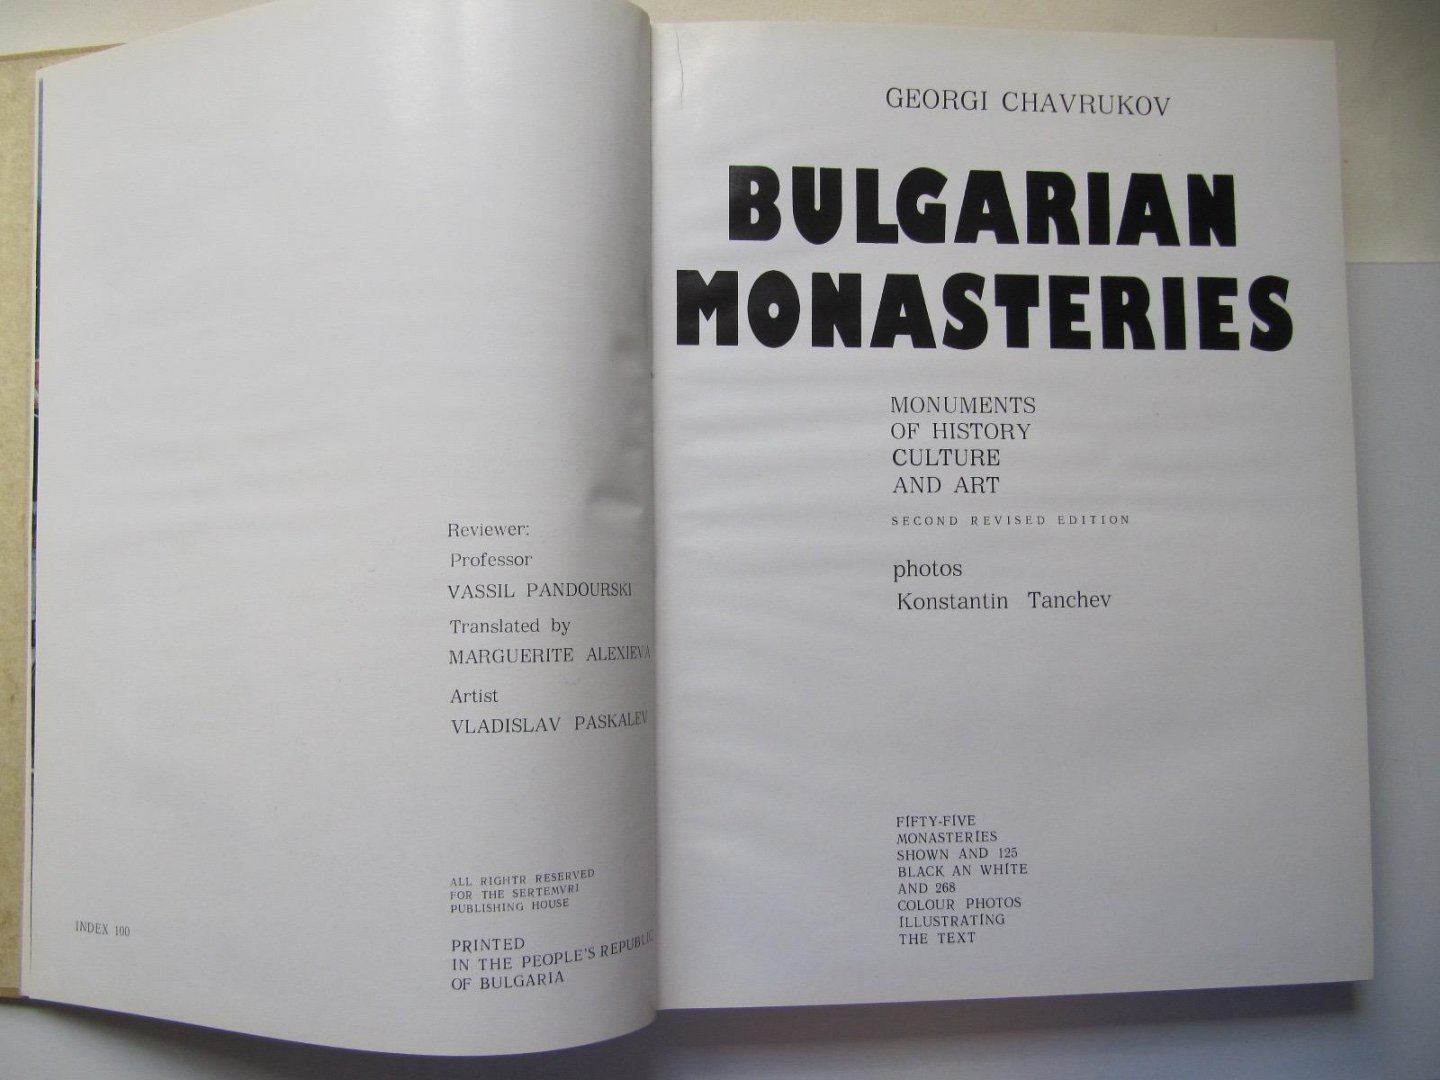 Reviewer:
Professor
VASSIL PANDOURSKI
Translated by
MARGUERITE ALEXIEVA
Artist
VLADISLAV PASKALEV
ALL RIGHTR RESERVED
FOR THE SERTEMVRI
PUBLISHING HOUSE
INDEX 100
PRINTED
IN THE PEOPLE'S REPUBLIC
OF BULGARIA
GEORGI CHAVRUKOV
BULGARIAN
MONASTERIES
MONUMENTS
OF HISTORY
CULTURE
AND ART
SECOND REVISED EDITION
photos
Konstantin Tanchev
FIFTY-FIVE
MONASTERIES
SHOWN AND 125
BLACK AN WHITE
AND 268
COLOUR PHOTOS
ILLUSTRATING
THE TEXT